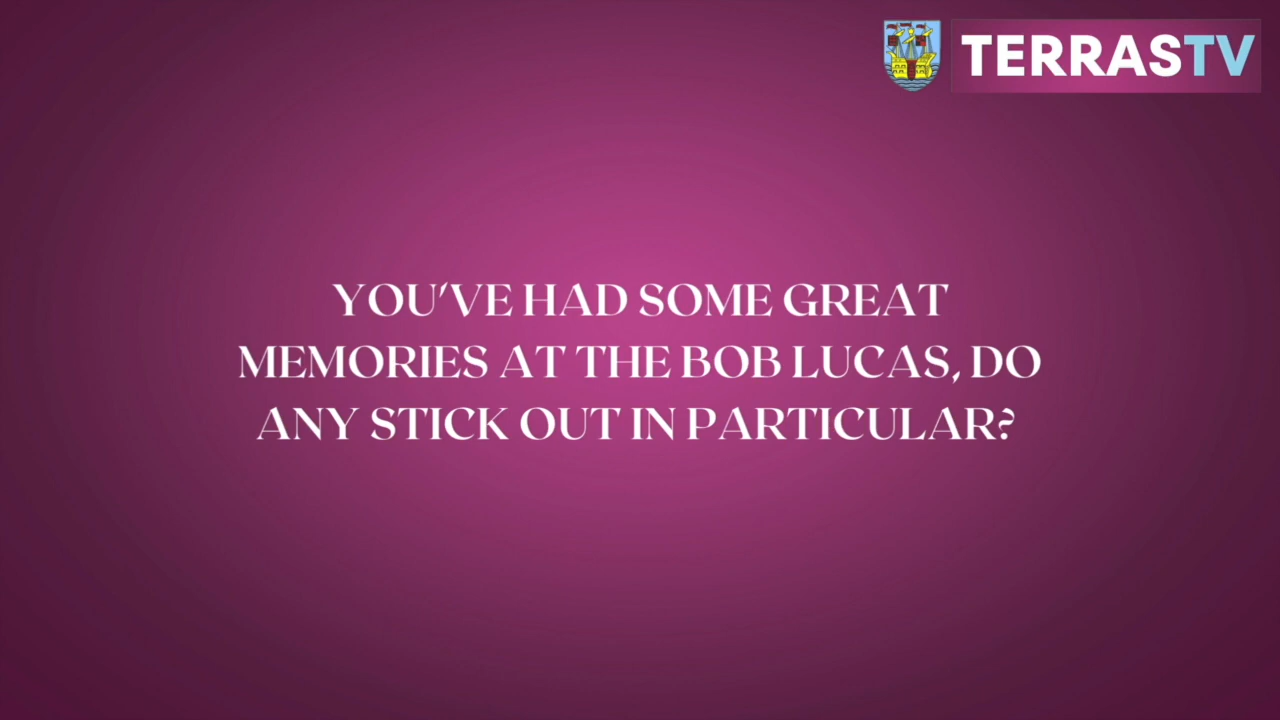 TERRASTV
YOU'VE HAD SOME GREAT
MEMORIES AT THE BOB LUCAS, DO
ANY STICK OUT IN PARTICULAR?